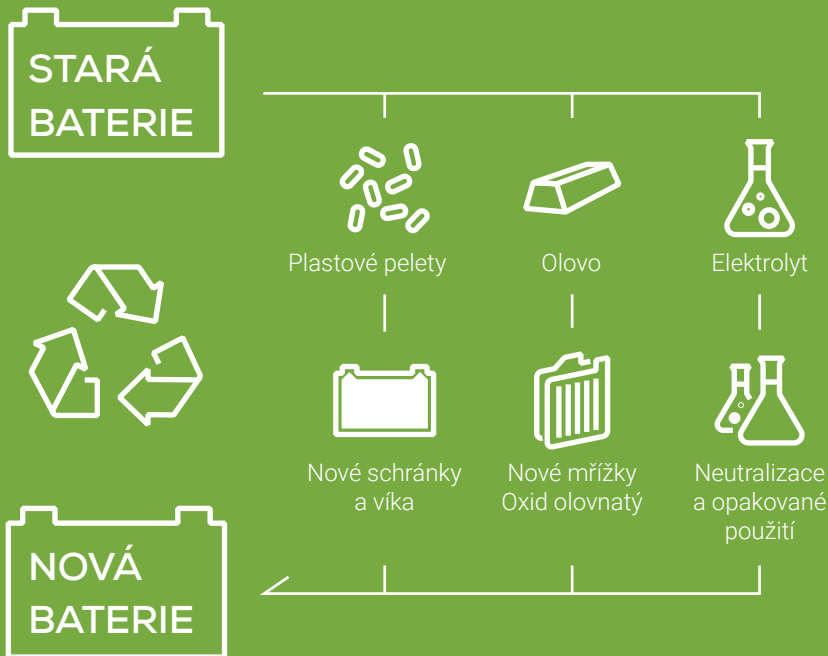 STARÁ
BATERIE
Plastové pelety
Olovo
Elektrolyt
Nové schránky
a víka
Nové mřížky
Oxid olovnatý
Neutralizace
a opakované
použití
NOVÁ
BATERIE